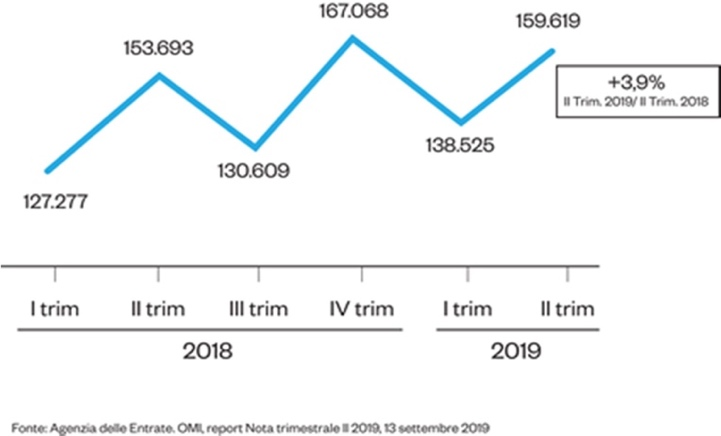 167.068
159.619
153.693
+3,9%
II Trim. 2019/ II Trim. 2018
138.525
130.609
127.277
I trim II trim III trim IV trim I trim II trim
2018 2019
Fonte: Agenzia delle Entrate. OMI, report Nota trimestrale II 2019, 13 settembre 2019